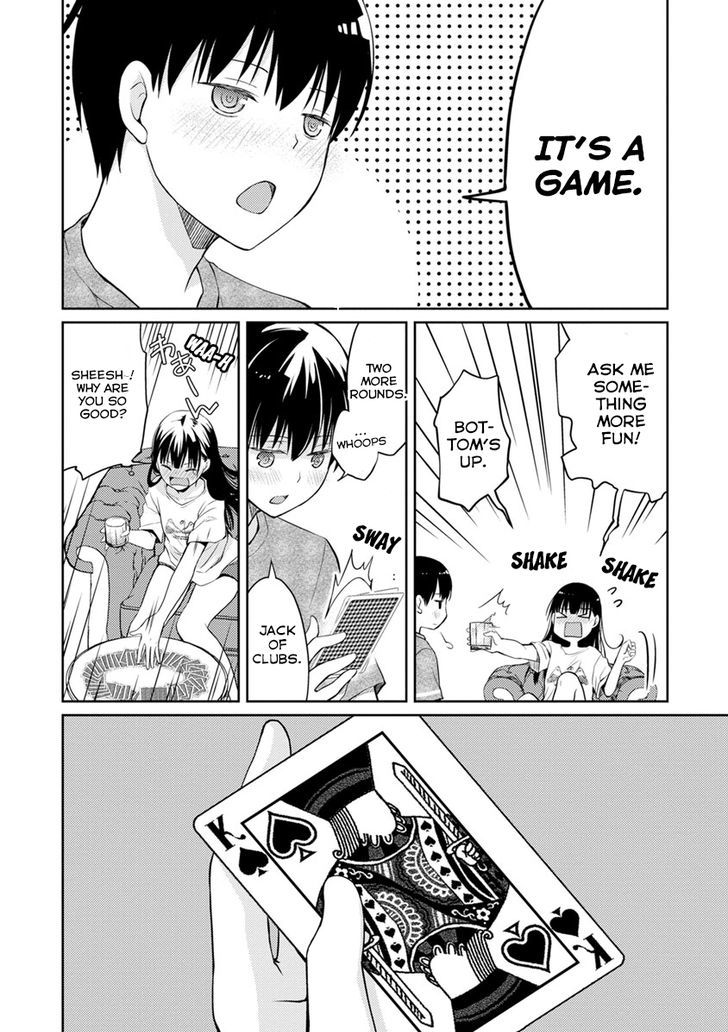 IT'S A
GAME.
ASK ME
SOME-
THING
MORE
FUN!
BOT-
TOM'S
UP.
SHAKE
SHAKE
TWO
MORE
ROUNDS.
...
WHOOPS
SWAY
JACK OF
CLUBS.
WAA-H
わぁーん
SHEESH!
WHY ARE
YOU SO
GOOD?
K
K